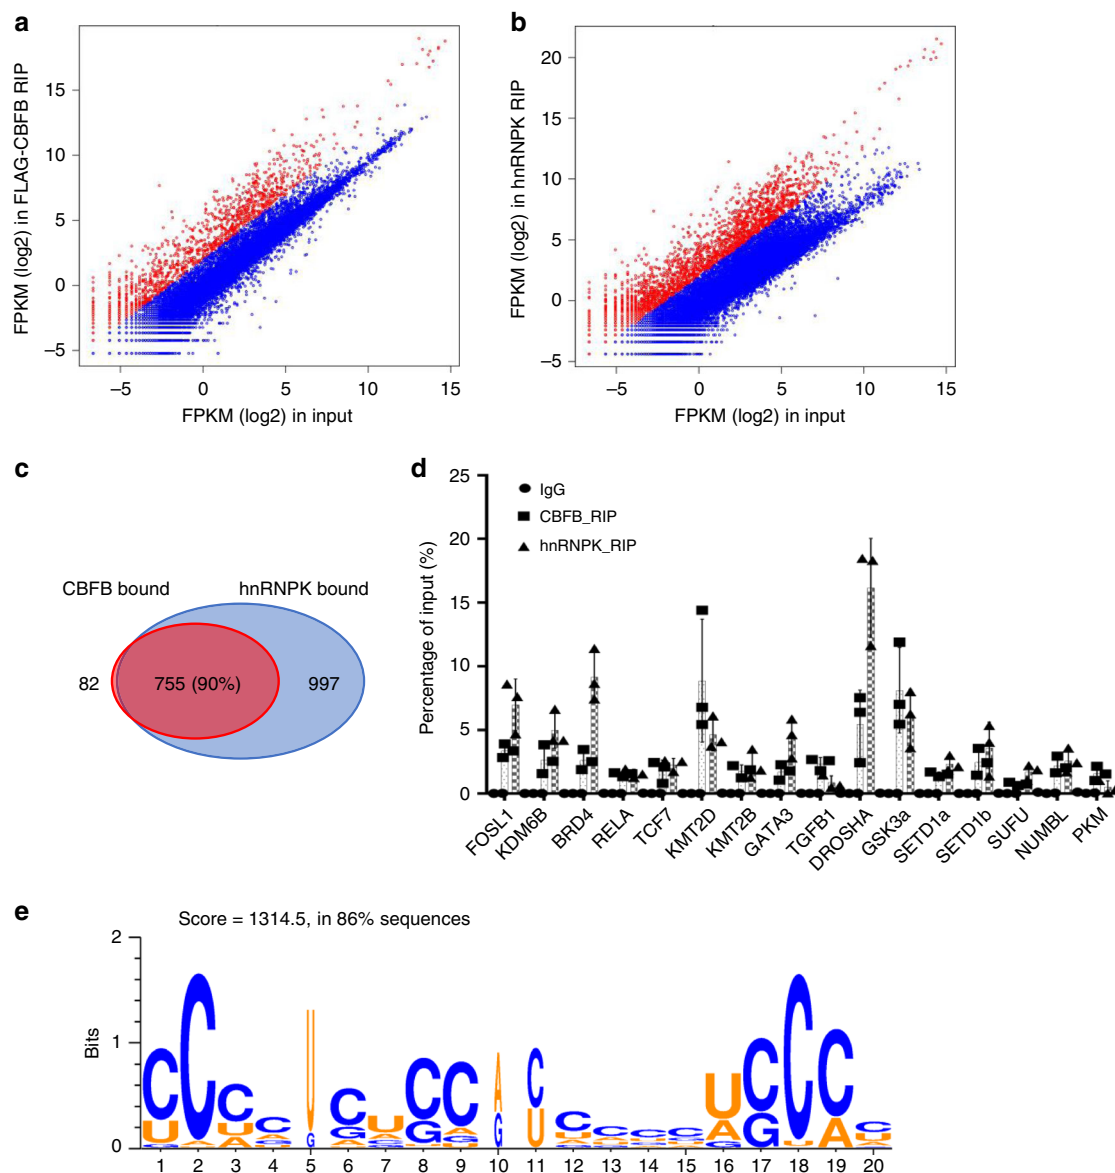 a
FLAG-CBFB RIP
FPKM (log2) in FLAG-CBFB RIP
15
10
5
0
–5
–5 0 5 10 15
FPKM (log2) in input
b
FPKM (log2) in hnRNPK RIP
20
15
10
5
0
–5
–5 0 5 10 15
FPKM (log2) in input
c
CBFB bound hnRNPK bound
82 755 (90%) 997
d
Percentage of input (%)
25
20
15
10
5
0
IgG
CBFB_RIP
hnRNPK_RIP
FOSL1 KDM6B BRD4 RELA TCF7 KMT2D KMT2B GATA3 TGFB1 DROSHA GSK3a SETD1a SETD1b SUFU NUMBL PKM
e
Score = 1314.5, in 86% sequences
Bits
2
1
0
1 2 3 4 5 6 7 8 9 10 11 12 13 14 15 16 17 18 19 20